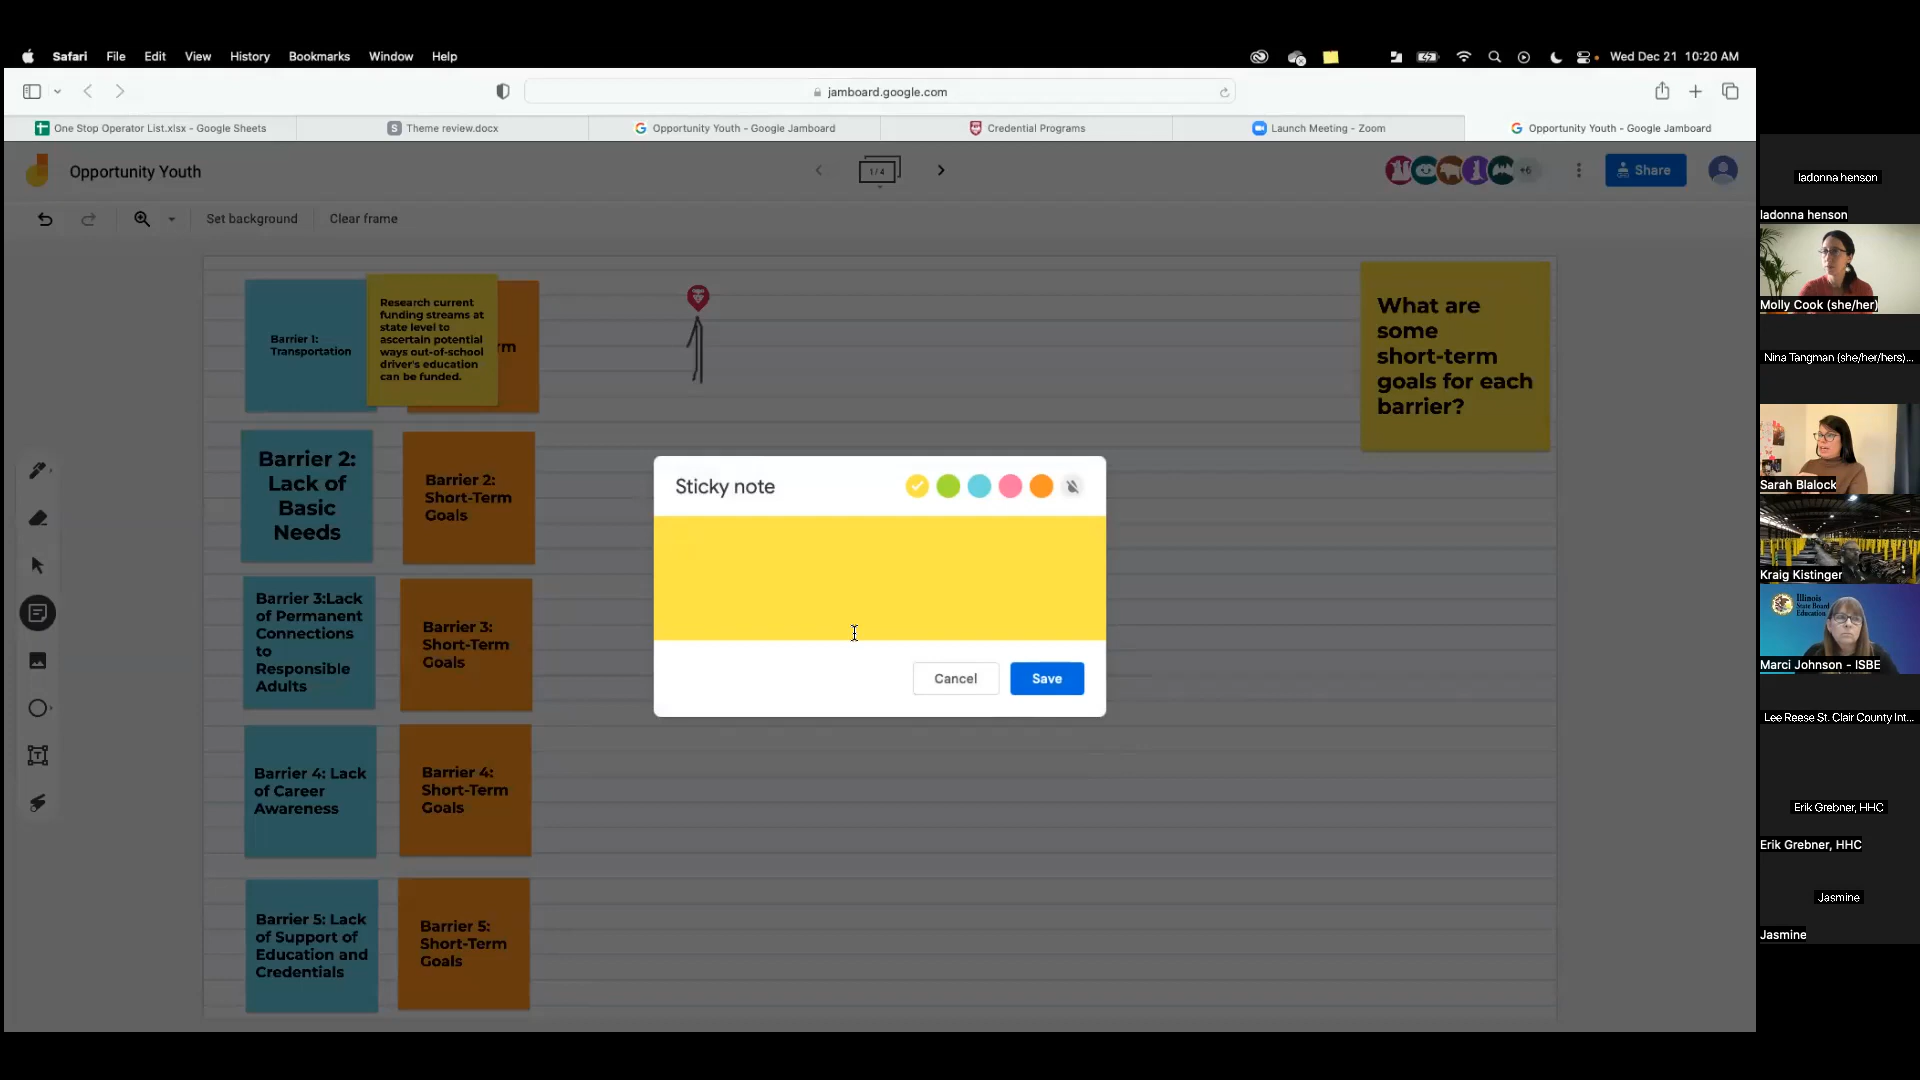 Safari File Edit View History Bookmarks Window Help
Wed Dec 21 10:20 AM
jamboard.google.com
One Stop Operator List.xlsx - Google Sheets
Theme review.docx
Opportunity Youth - Google Jamboard
Credential Programs
Launch Meeting - Zoom
Opportunity Youth - Google Jamboard
Opportunity Youth
1/4
+6
Share
Set background
Clear frame
Barrier 1:
Transportation
Research current
funding streams at
state level to
ascertain potential
ways out-of-school
driver's education
can be funded.
rm
What are
some
short-term
goals for each
barrier?
Barrier 2:
Lack of
Basic
Needs
Barrier 2:
Short-Term
Goals
Sticky note
Cancel
Save
Barrier 3:Lack
of Permanent
Connections
to
Responsible
Adults
Barrier 3:
Short-Term
Goals
Barrier 4: Lack
of Career
Awareness
Barrier 4:
Short-Term
Goals
Barrier 5: Lack
of Support of
Education and
Credentials
Barrier 5:
Short-Term
Goals
ladonna henson
ladonna henson
Molly Cook (she/her)
Nina Tangman (she/her/hers)...
Sarah Blalock
Kraig Kistinger
Illinois
State Board
Education
Marci Johnson - ISBE
Lee Reese St. Clair County Int...
Erik Grebner, HHC
Erik Grebner, HHC
Jasmine
Jasmine